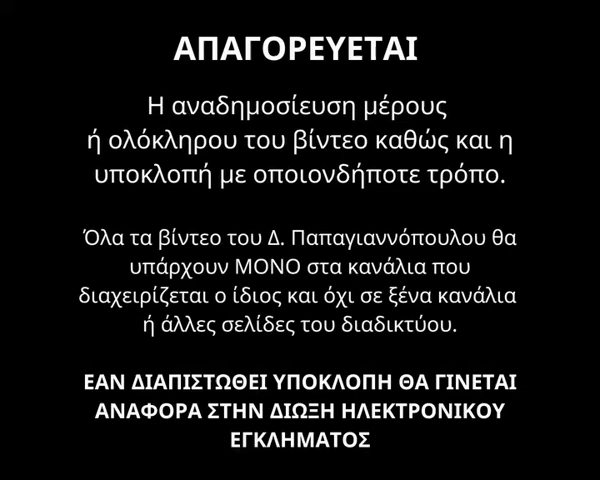 ΑΠΑΓΟΡΕΥΕΤΑΙ
Η αναδημοσίευση μέρους
ή ολόκληρου του βίντεο καθώς και η
υποκλοπή με οποιονδήποτε τρόπο.
Όλα τα βίντεο του Δ. Παπαγιαννόπουλου θα
υπάρχουν ΜΟΝΟ στα κανάλια που
διαχειρίζεται ο ίδιος και όχι σε ξένα κανάλια
ή άλλες σελίδες του διαδικτύου.
ΕΑΝ ΔΙΑΠΙΣΤΩΘΕΙ ΥΠΟΚΛΟΠΗ ΘΑ ΓΙΝΕΤΑΙ
ΑΝΑΦΟΡΑ ΣΤΗΝ ΔΙΩΞΗ ΗΛΕΚΤΡΟΝΙΚΟΥ
ΕΓΚΛΗΜΑΤΟΣ